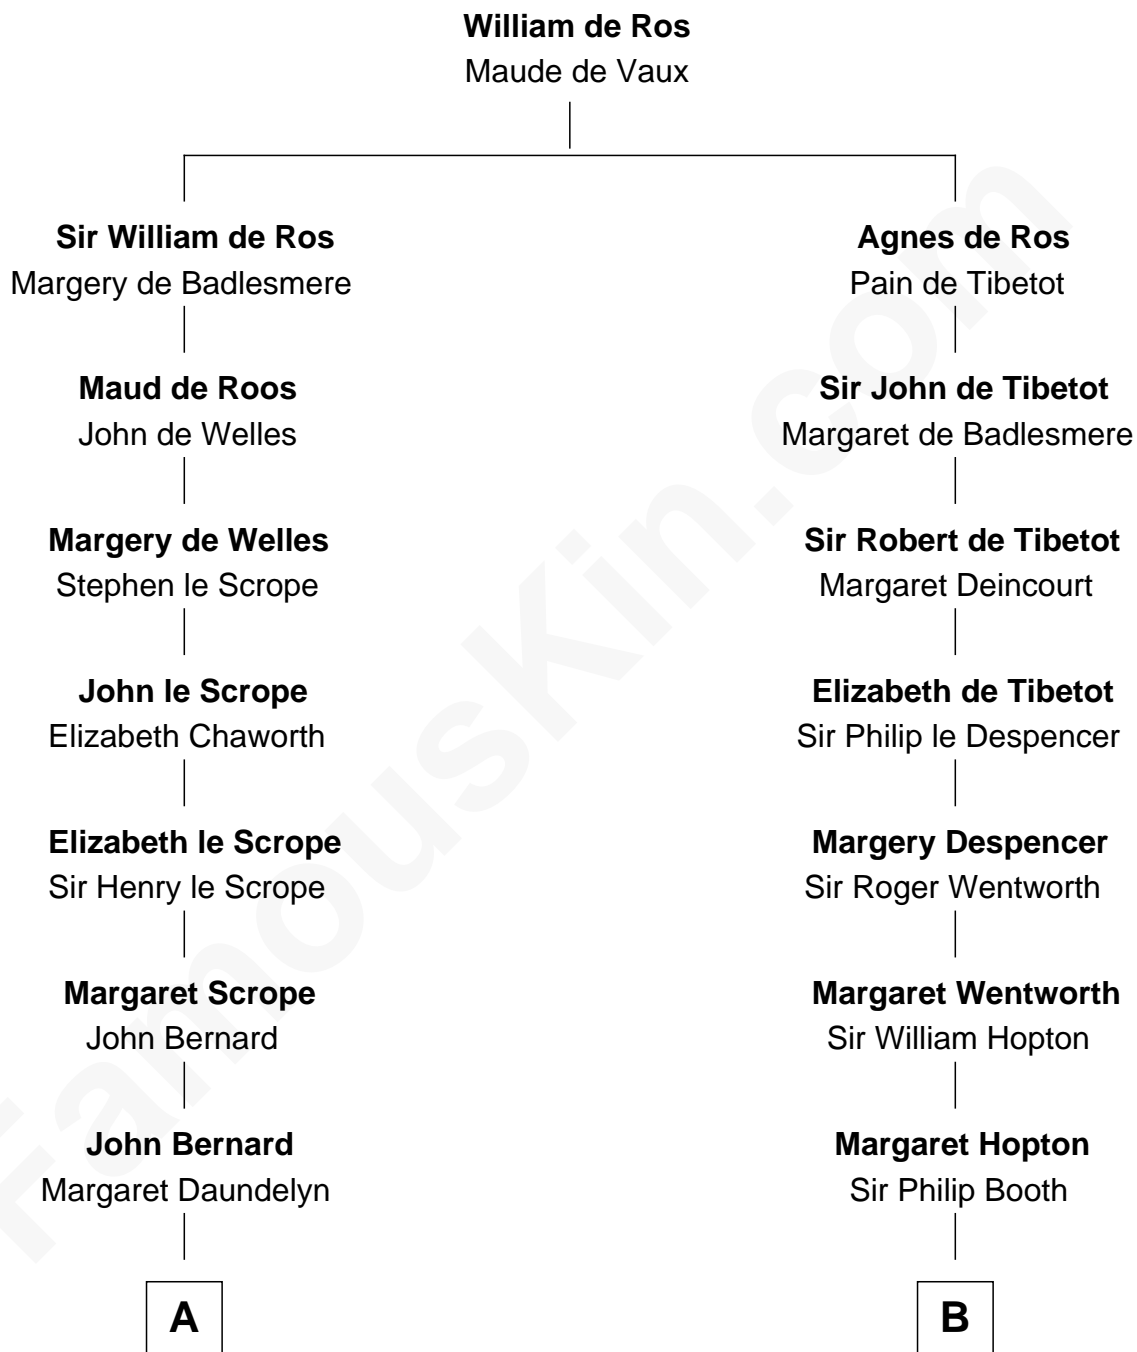 William de Ros
Maude de Vaux
Sir William de Ros
Margery de Badlesmere
Agnes de Ros
Pain de Tibetot
Maud de Roos
John de Welles
Sir John de Tibetot
Margaret de Badlesmere
Margery de Welles
Stephen le Scrope
Sir Robert de Tibetot
Margaret Deincourt
John le Scrope
Elizabeth Chaworth
Elizabeth de Tibetot
Sir Philip le Despencer
Elizabeth le Scrope
Sir Henry le Scrope
Margery Despencer
Sir Roger Wentworth
Margaret Scrope
John Bernard
Margaret Wentworth
Sir William Hopton
John Bernard
Margaret Daundelyn
Margaret Hopton
Sir Philip Booth
A
B
FamousKin.com